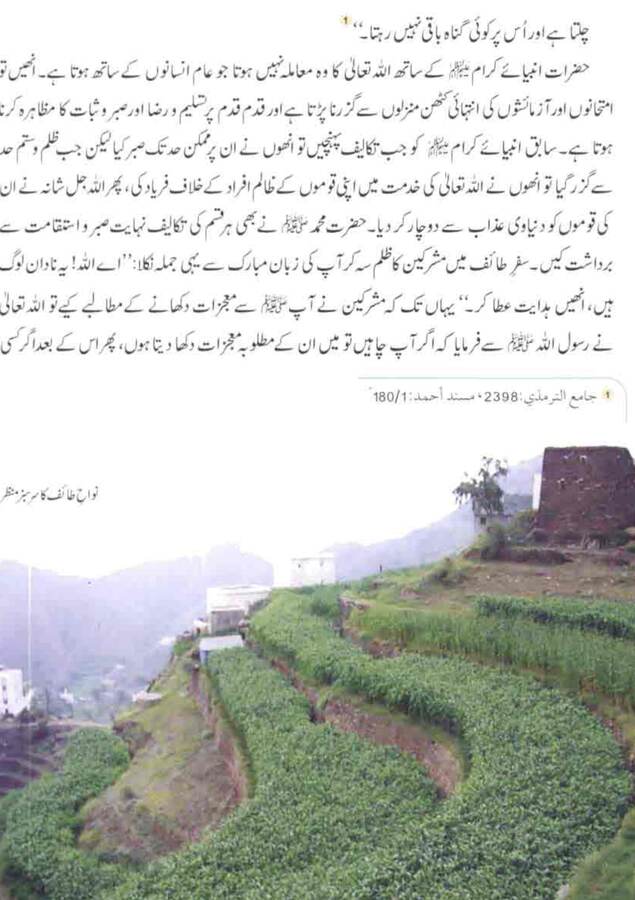 چلتا ہے اور اُس پر کوئی گناہ باقی نہیں رہتا۔‘‘ 1
حضرات انبیائے کرام علیہم السلام کے ساتھ اللہ تعالیٰ کا وہ معاملہ نہیں ہوتا جو عام انسانوں کے ساتھ ہوتا ہے۔ انھیں تو
امتحانوں اور آزمائشوں کی انتہائی کٹھن منزلوں سے گزرنا پڑتا ہے اور قدم قدم پر تسلیم و رضا اور صبر و ثبات کا مظاہرہ کرنا
ہوتا ہے۔ سابق انبیائے کرام علیہم السلام کو جب تکالیف پہنچیں تو انھوں نے ان پر ممکن حد تک صبر کیا لیکن جب ظلم و ستم حد
سے گزر گیا تو انھوں نے اللہ تعالیٰ کی خدمت میں اپنی قوموں کے ظالم افراد کے خلاف فریاد کی، پھر اللہ جل شانہ نے ان
کی قوموں کو دنیاوی عذاب سے دوچار کر دیا۔ حضرت محمد ﷺ نے بھی ہر قسم کی تکالیف نہایت صبر و استقامت سے
برداشت کیں۔ سفرِ طائف میں مشرکین کا ظلم سہ کر آپ کی زبان مبارک سے یہی جملہ نکلا: ’’اے اللہ! یہ نادان لوگ
ہیں، انھیں ہدایت عطا کر۔‘‘ یہاں تک کہ مشرکین نے آپ ﷺ سے معجزات دکھانے کے مطالبے کیے تو اللہ تعالیٰ
نے رسول اللہ ﷺ سے فرمایا کہ اگر آپ چاہیں تو میں ان کے مطلوبہ معجزات دکھا دیتا ہوں، پھر اس کے بعد اگر کسی
1 جامع الترمذي: 2398، مسند أحمد: 180/1
نواحِ طائف کا سرسبز منظر